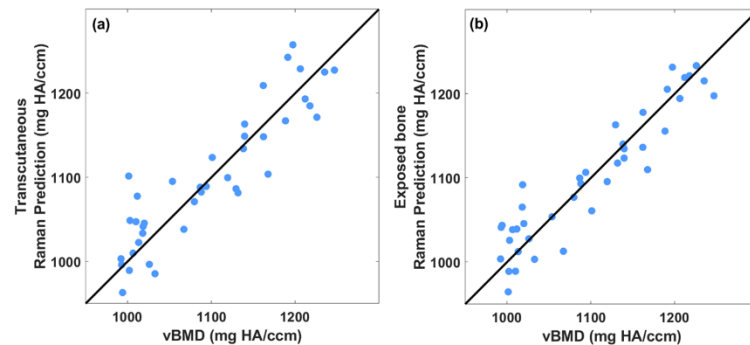 (a)
Transcutaneous
Raman Prediction (mg HA/ccm)
1200
1100
1000
1000 1100 1200
vBMD (mg HA/ccm)
(b)
Exposed bone
Raman Prediction (mg HA/ccm)
1200
1100
1000
1000 1100 1200
vBMD (mg HA/ccm)